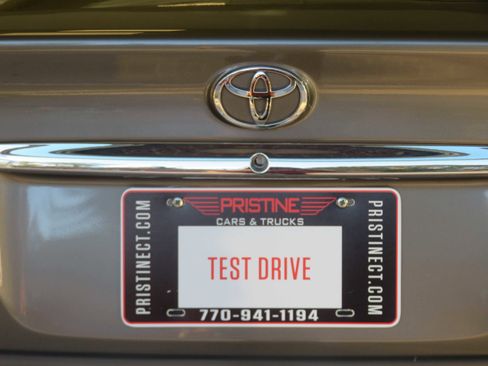 PRISTINE
CARS & TRUCKS
PRISTINECT.COM
TEST DRIVE
PRISTINECT.COM
770-941-1194